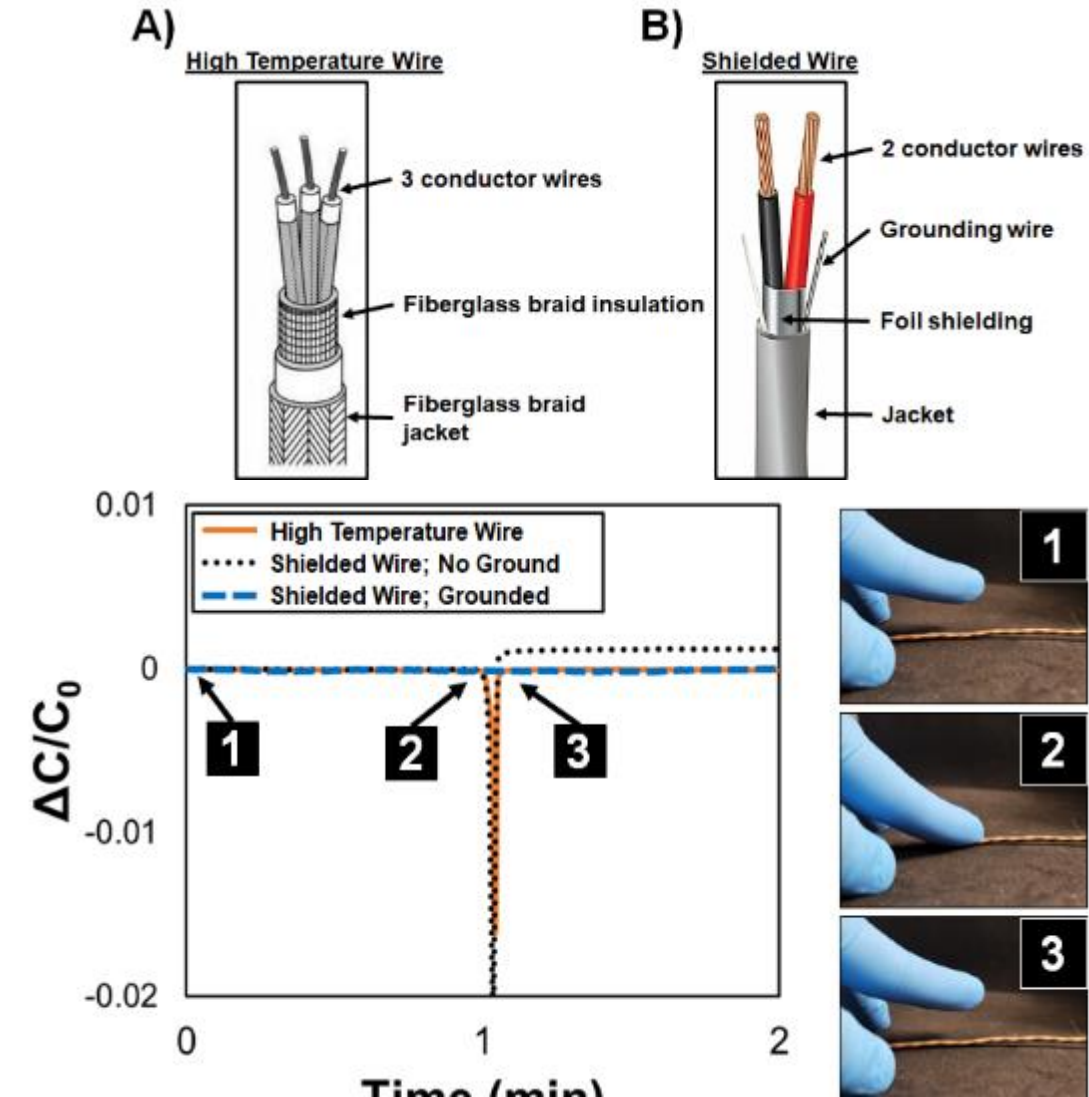 A)
High Temperature Wire
3 conductor wires
Fiberglass braid insulation
Fiberglass braid
jacket
B)
Shielded Wire
2 conductor wires
Grounding wire
Foil shielding
Jacket
0.01
0
-0.01
-0.02
ΔC/C₀
High Temperature Wire
Shielded Wire; No Ground
Shielded Wire; Grounded
1
2
3
0
1
2
Time (min)
1
2
3